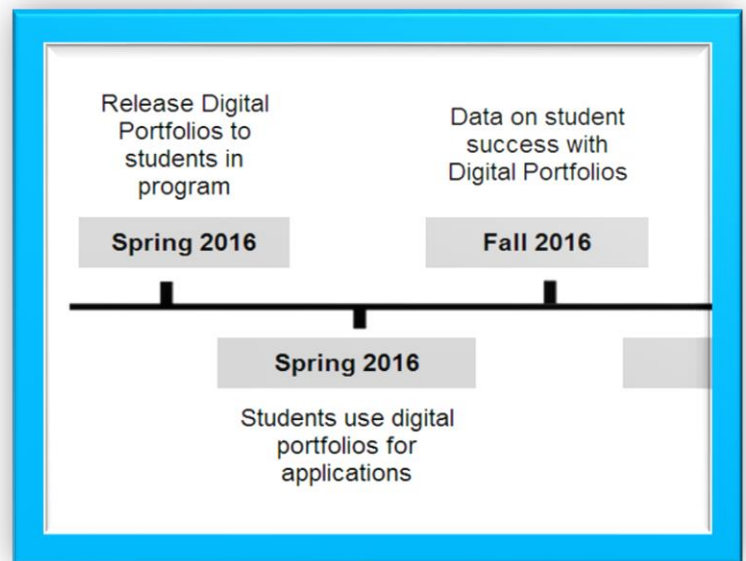 Release Digital
Portfolios to
students in
program
Spring 2016
Data on student
success with
Digital Portfolios
Fall 2016
Spring 2016
Students use digital
portfolios for
applications